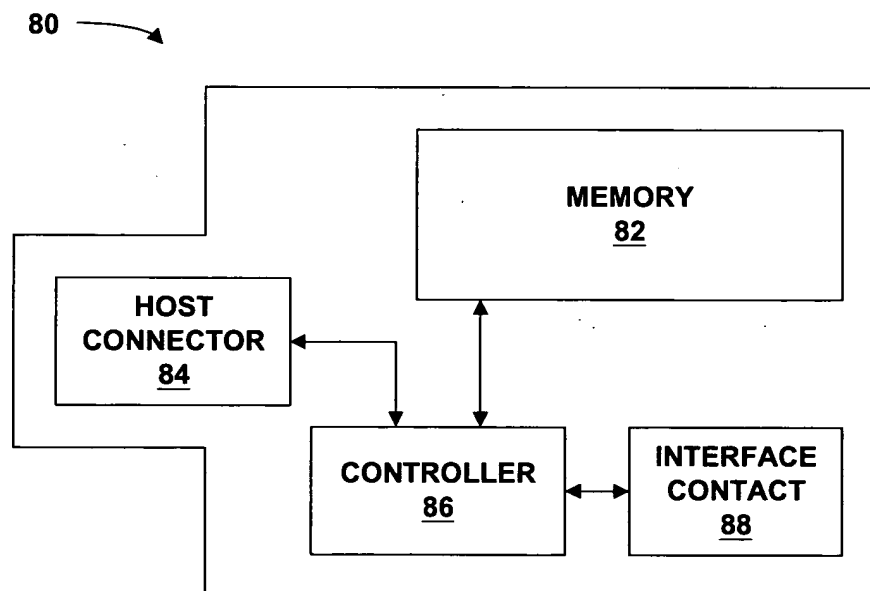 80
MEMORY
82
HOST
CONNECTOR
84
CONTROLLER
86
INTERFACE
CONTACT
88